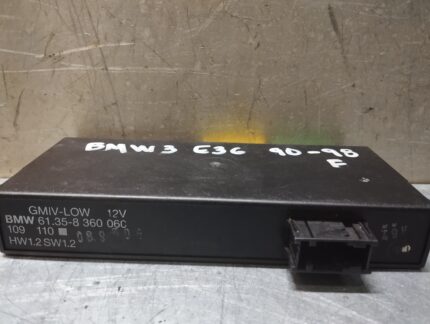 BMW 3 E36 90-98
F
GMIV-LOW 12V
BMW 61.35-8 360 060
109 110
HW1.2 SW1.2